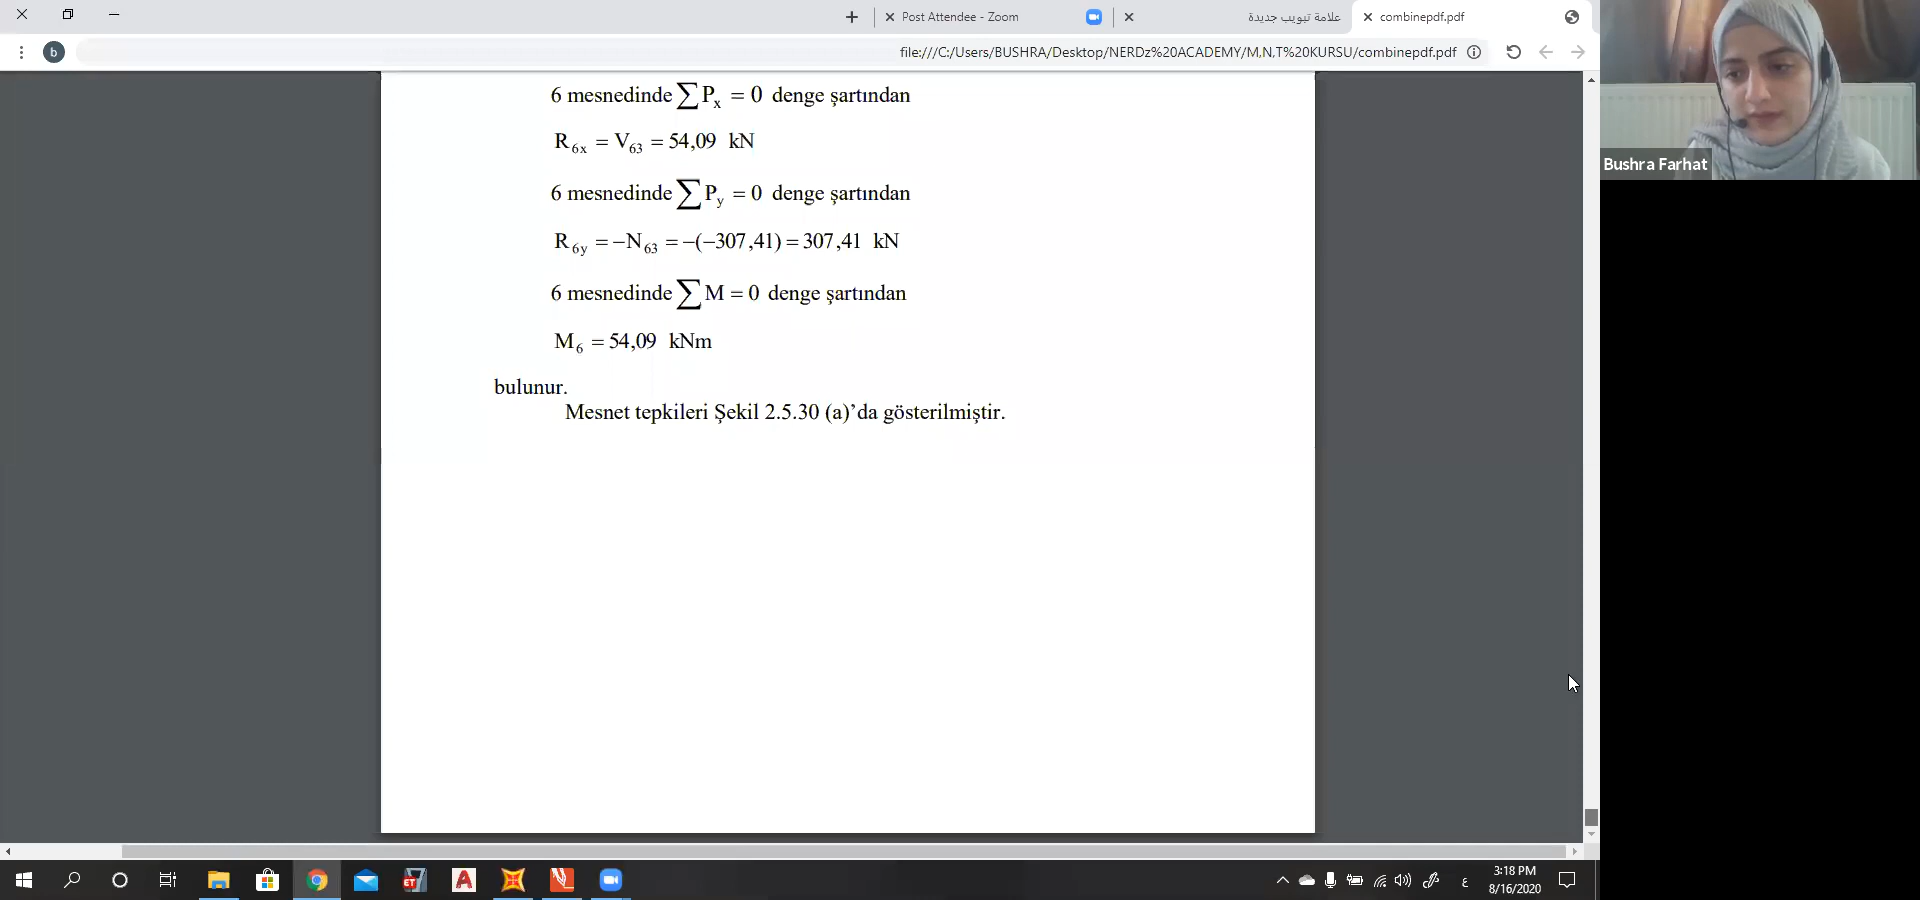 Post Attendee - Zoom
علامة تبويب جديدة
combinepdf.pdf
b
file:///C:/Users/BUSHRA/Desktop/NERDz%20ACADEMY/M,N,T%20KURSU/combinepdf.pdf
6 mesnedinde ∑ Px = 0 denge şartından
R6x = V63 = 54,09 kN
6 mesnedinde ∑ Py = 0 denge şartından
R6y = −N63 = −(−307,41) = 307,41 kN
6 mesnedinde ∑ M = 0 denge şartından
M6 = 54,09 kNm
bulunur.
Mesnet tepkileri Şekil 2.5.30 (a)’da gösterilmiştir.
Bushra Farhat
ET
A
ع
3:18 PM
8/16/2020